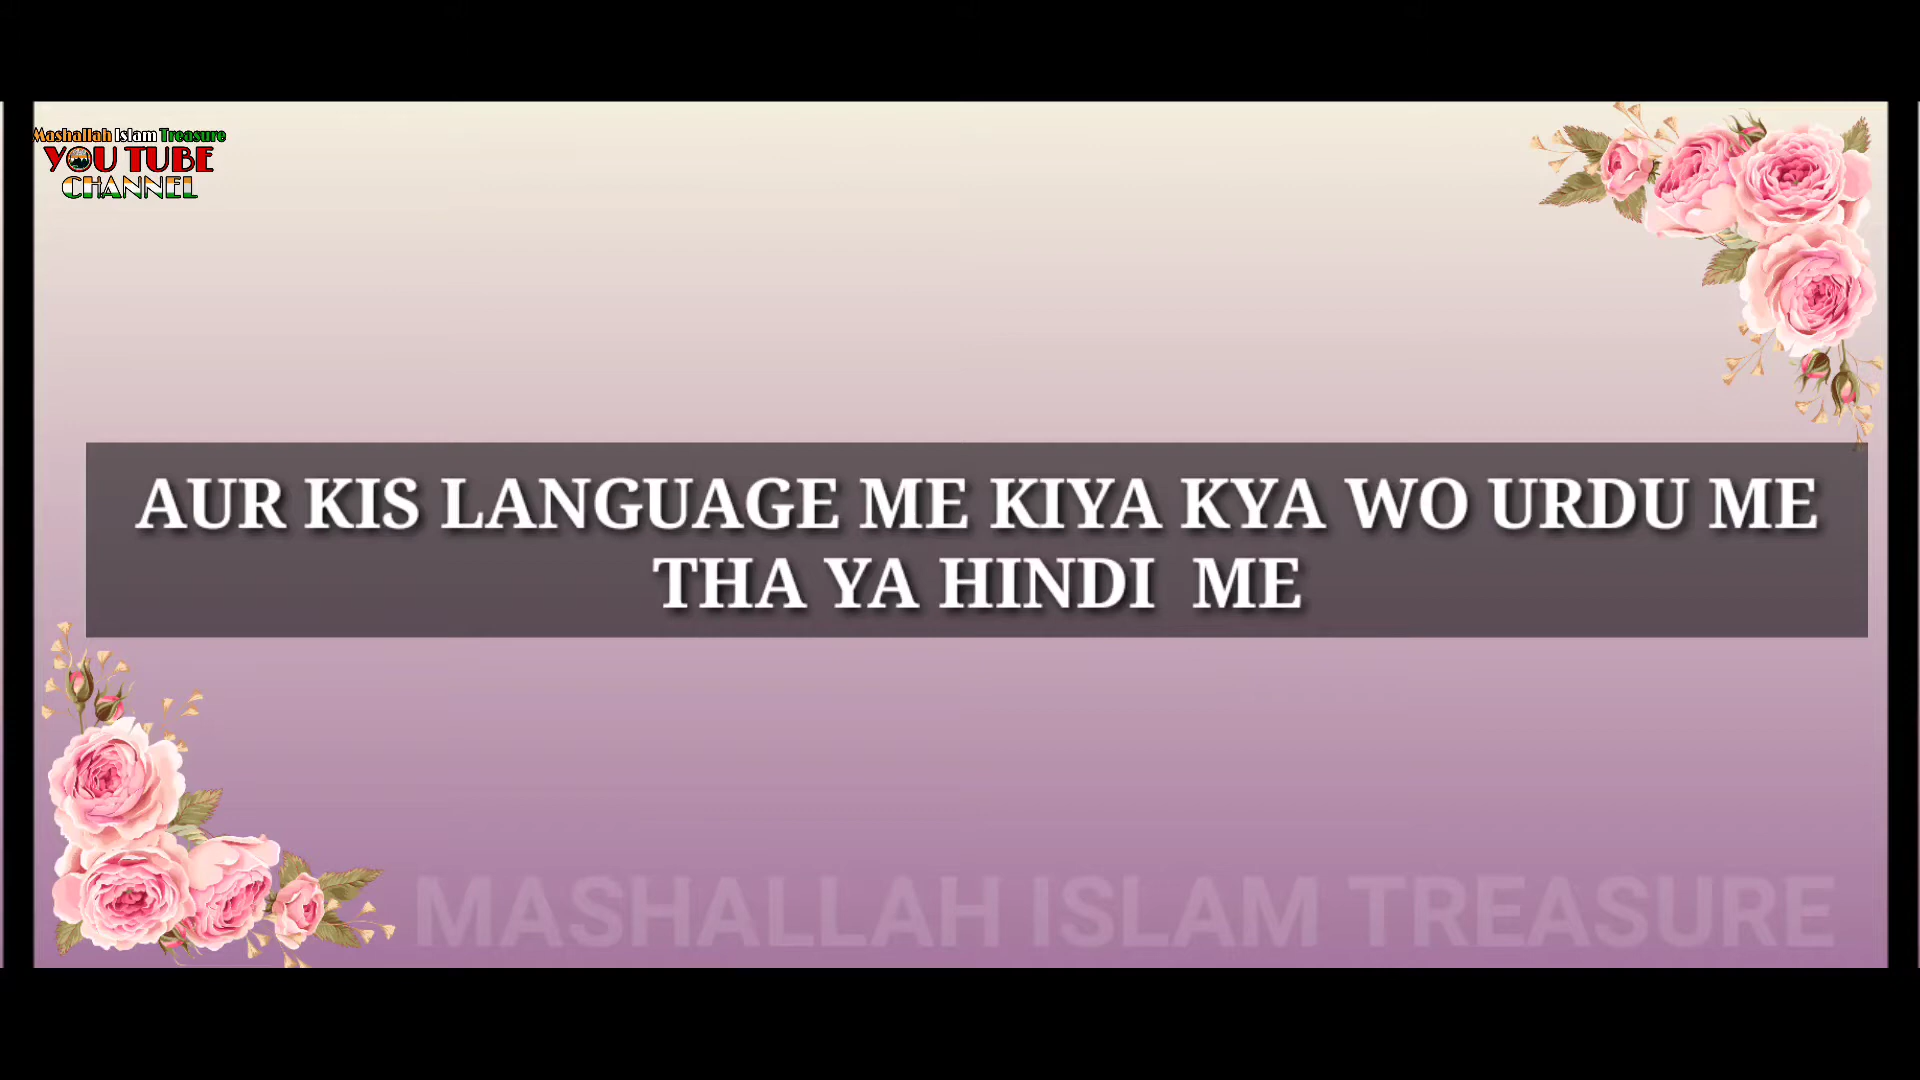 Mashallah Islam Treasure
YOU TUBE
CHANNEL
AUR KIS LANGUAGE ME KIYA KYA WO URDU ME
THA YA HINDI ME
MASHALLAH ISLAM TREASURE